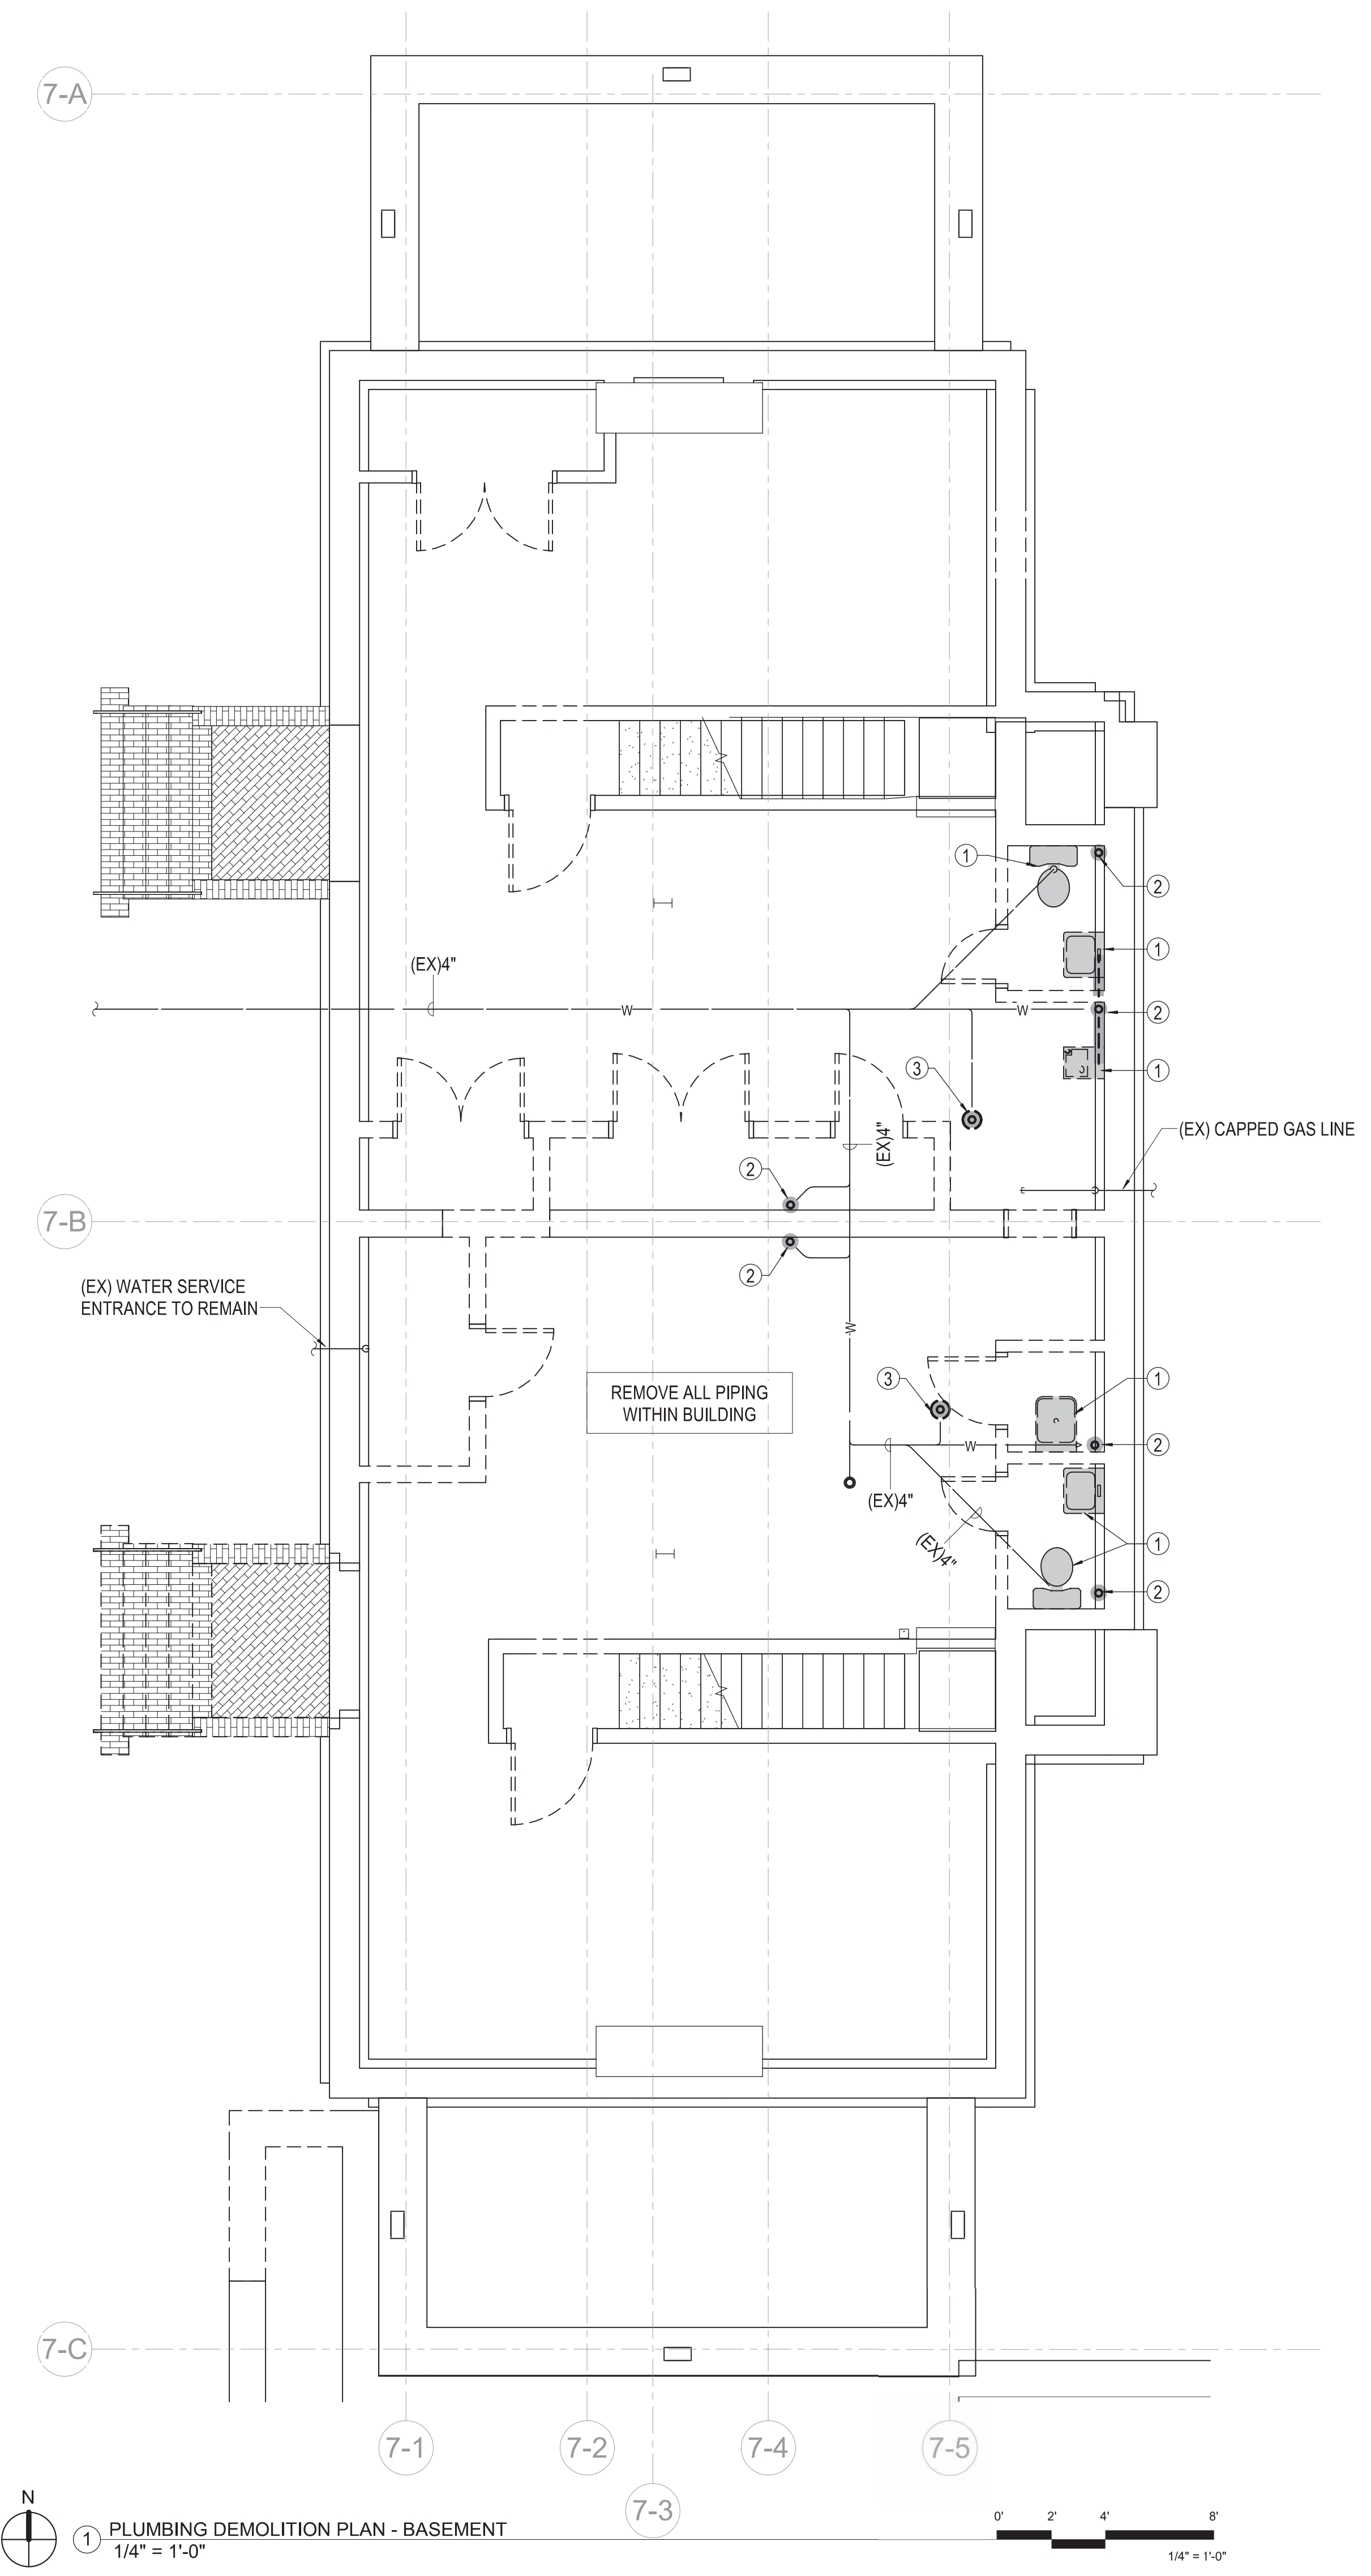 7-A
1
2
1
(EX)4"
W
W
2
3
1
(EX)4"
(EX) CAPPED GAS LINE
2
7-B
2
(EX) WATER SERVICE
ENTRANCE TO REMAIN
W
REMOVE ALL PIPING
WITHIN BUILDING
3
1
W
2
(EX)4"
(EX)4"
1
2
7-C
7-1
7-2
7-4
7-5
7-3
N
1
PLUMBING DEMOLITION PLAN - BASEMENT
1/4" = 1'-0"
0'
2'
4'
8'
1/4" = 1'-0"